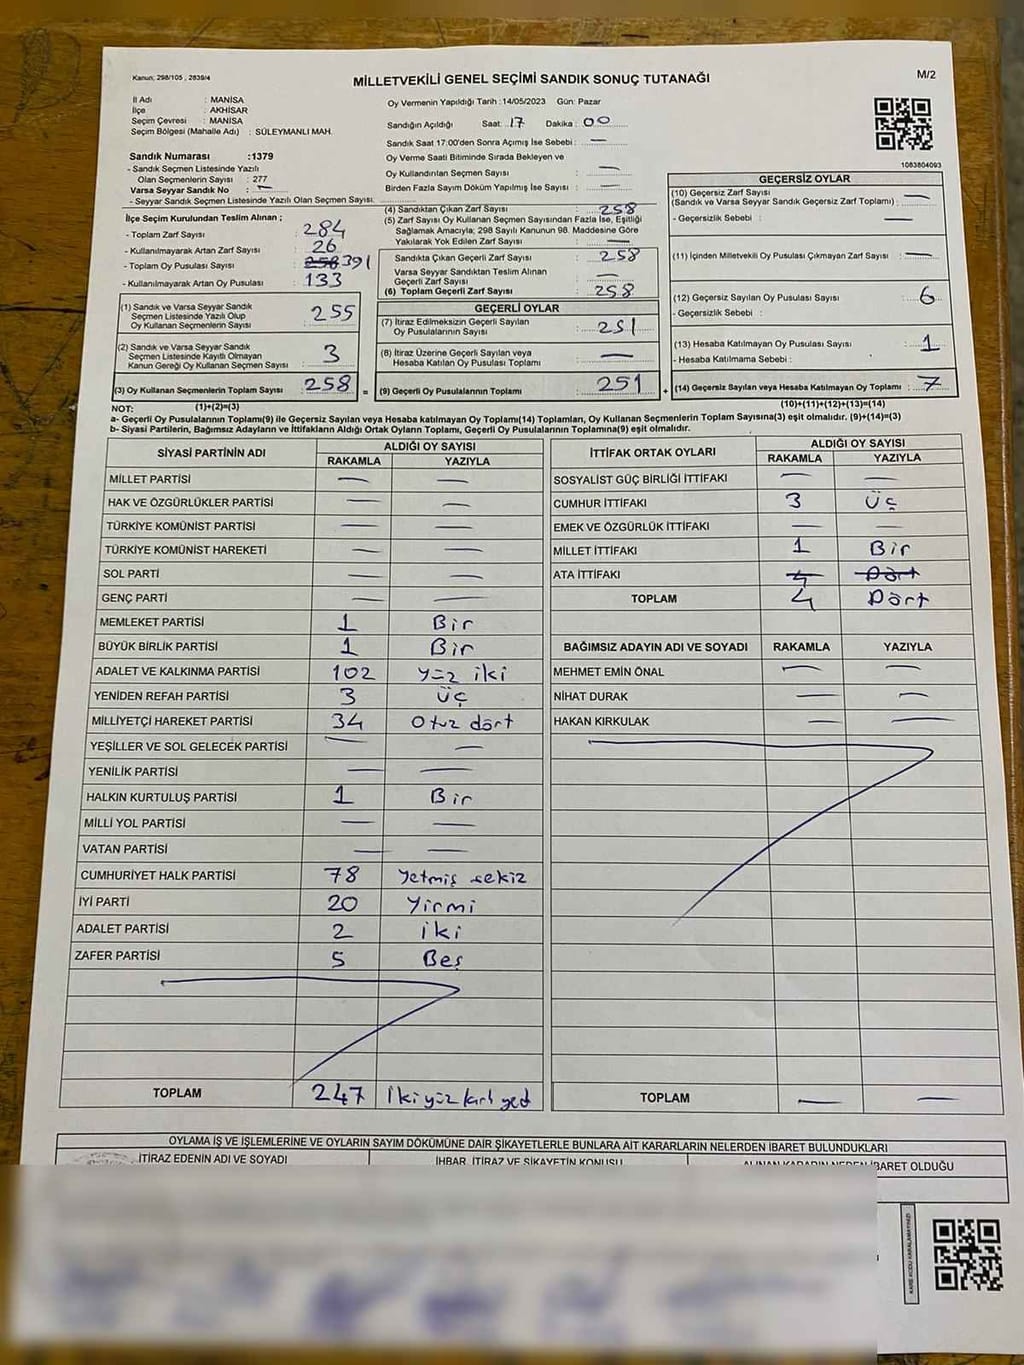 Kanun; 298/105 , 2839/4
MİLLETVEKİLİ GENEL SEÇİMİ SANDIK SONUÇ TUTANAĞI
M/2
İl Adı : MANİSA
İlçe : AKHİSAR
Seçim Çevresi : MANİSA
Seçim Bölgesi (Mahalle Adı) : SÜLEYMANLI MAH.
Sandık Numarası :1379
- Sandık Seçmen Listesinde Yazılı
Olan Seçmenlerin Sayısı : 277
Varsa Seyyar Sandık No : —
- Seyyar Sandık Seçmen Listesinde Yazılı Olan Seçmen Sayısı:
Oy Vermenin Yapıldığı Tarih : 14/05/2023 Gün: Pazar
Sandığın Açıldığı Saat: 17 Dakika : 00
Sandık Saat 17:00'den Sonra Açımış İse Sebebi : —
Oy Verme Saati Bitiminde Sırada Bekleyen ve
Oy Kullandırılan Seçmen Sayısı : —
Birden Fazla Sayım Döküm Yapılmış İse Sayısı : —
1083804093
İlçe Seçim Kurulundan Teslim Alınan ;
- Toplam Zarf Sayısı : 284
- Kullanılmayarak Artan Zarf Sayısı : 26
- Toplam Oy Pusulası Sayısı : 258 391
- Kullanılmayarak Artan Oy Pusulası : 133
(1) Sandık ve Varsa Seyyar Sandık
Seçmen Listesinde Yazılı Olup
Oy Kullanan Seçmenlerin Sayısı : 255
(2) Sandık ve Varsa Seyyar Sandık
Seçmen Listesinde Kayıtlı Olmayan
Kanun Gereği Oy Kullanan Seçmen Sayısı : 3
(3) Oy Kullanan Seçmenlerin Toplam Sayısı : 258 =
(4) Sandıktan Çıkan Zarf Sayısı : 258
(5) Zarf Sayısı Oy Kullanan Seçmen Sayısından Fazla İse, Eşitliği
Sağlamak Amacıyla; 298 Sayılı Kanunun 98. Maddesine Göre
Yakılarak Yok Edilen Zarf Sayısı : —
Sandıkta Çıkan Geçerli Zarf Sayısı : 258
Varsa Seyyar Sandıktan Teslim Alınan
Geçerli Zarf Sayısı : —
(6) Toplam Geçerli Zarf Sayısı : 258
GEÇERLİ OYLAR
(7) İtiraz Edilmeksizin Geçerli Sayılan
Oy Pusulalarının Sayısı : 251
(8) İtiraz Üzerine Geçerli Sayılan veya
Hesaba Katılan Oy Pusulası Toplamı : —
(9) Geçerli Oy Pusulalarının Toplamı : 251 +
GEÇERSİZ OYLAR
(10) Geçersiz Zarf Sayısı
(Sandık ve Varsa Seyyar Sandık Geçersiz Zarf Toplamı) : —
- Geçersizlik Sebebi : —
(11) İçinden Milletvekili Oy Pusulası Çıkmayan Zarf Sayısı : —
(12) Geçersiz Sayılan Oy Pusulası Sayısı : 6
- Geçersizlik Sebebi :
(13) Hesaba Katılmayan Oy Pusulası Sayısı : 1
- Hesaba Katılmama Sebebi :
(14) Geçersiz Sayılan veya Hesaba Katılmayan Oy Toplamı : 7
NOT: (1)+(2)=(3)
(10)+(11)+(12)+(13)=(14)
a- Geçerli Oy Pusulasının Toplamı(9) ile Geçersiz Sayılan veya Hesaba katılmayan Oy Toplamı(14) Toplamları, Oy Kullanan Seçmenlerin Toplam Sayısına(3) eşit olmalıdır. (9)+(14)=(3)
b- Siyasi Partilerin, Bağımsız Adayların ve İttifakların Aldığı Ortak Oyların Toplamı, Geçerli Oy Pusulalarının Toplamına(9) eşit olmalıdır.
SİYASİ PARTİNİN ADI
ALDIĞI OY SAYISI
RAKAMLA YAZIYLA
MİLLET PARTİSİ — —
HAK VE ÖZGÜRLÜKLER PARTİSİ — —
TÜRKİYE KOMÜNİST PARTİSİ — —
TÜRKİYE KOMÜNİST HAREKETİ — —
SOL PARTİ — —
GENÇ PARTİ — —
MEMLEKET PARTİSİ 1 Bir
BÜYÜK BİRLİK PARTİSİ 1 Bir
ADALET VE KALKINMA PARTİSİ 102 yüz iki
YENİDEN REFAH PARTİSİ 3 üç
MİLLİYETÇİ HAREKET PARTİSİ 34 Otuz dört
YEŞİLLER VE SOL GELECEK PARTİSİ — —
YENİLİK PARTİSİ — —
HALKIN KURTULUŞ PARTİSİ 1 Bir
MİLLİ YOL PARTİSİ — —
VATAN PARTİSİ — —
CUMHURİYET HALK PARTİSİ 78 Yetmiş sekiz
İYİ PARTİ 20 Yirmi
ADALET PARTİSİ 2 iki
ZAFER PARTİSİ 5 Beş
TOPLAM 247 İkiyüz kırk yedi
İTTİFAK ORTAK OYLARI
ALDIĞI OY SAYISI
RAKAMLA YAZIYLA
SOSYALİST GÜÇ BİRLİĞİ İTTİFAKI — —
CUMHUR İTTİFAKI 3 üç
EMEK VE ÖZGÜRLÜK İTTİFAKI — —
MİLLET İTTİFAKI 1 Bir
ATA İTTİFAKI 4 Dört
TOPLAM 4 Dört
BAĞIMSIZ ADAYIN ADI VE SOYADI RAKAMLA YAZIYLA
MEHMET EMİN ÖNAL — —
NİHAT DURAK — —
HAKAN KIRKULAK — —
TOPLAM — —
OYLAMA İŞ VE İŞLEMLERİNE VE OYLARIN SAYIM DÖKÜMÜNE DAİR ŞİKAYETLERLE BUNLARA AİT KARARLARIN NELERDEN İBARET BULUNDUKLARI
İTİRAZ EDENİN ADI VE SOYADI
İHBAR, İTİRAZ VE ŞİKAYETİN KONUSU
ALINAN KARARIN NEDEN İBARET OLDUĞU
KARE KODU KARALAMAYINIZ!